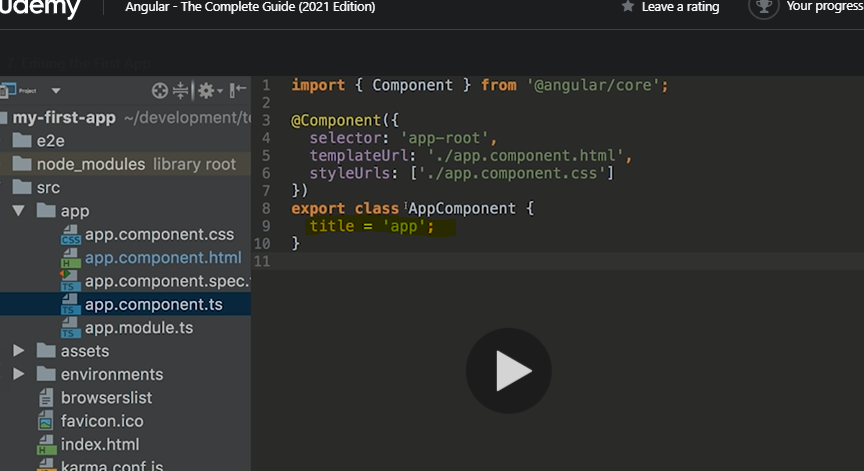 udemy
Angular - The Complete Guide (2021 Edition)
Leave a rating
Your progress
Project
my-first-app ~/development/t
e2e
node_modules library root
src
app
app.component.css
app.component.html
app.component.spec.
app.component.ts
app.module.ts
assets
environments
browserslist
favicon.ico
index.html
karma.conf.js
1 import { Component } from '@angular/core';
2
3 @Component({
4 selector: 'app-root',
5 templateUrl: './app.component.html',
6 styleUrls: ['./app.component.css']
7 })
8 export class AppComponent {
9 title = 'app';
10 }
11
CSS
H
TS
TS
TS
H